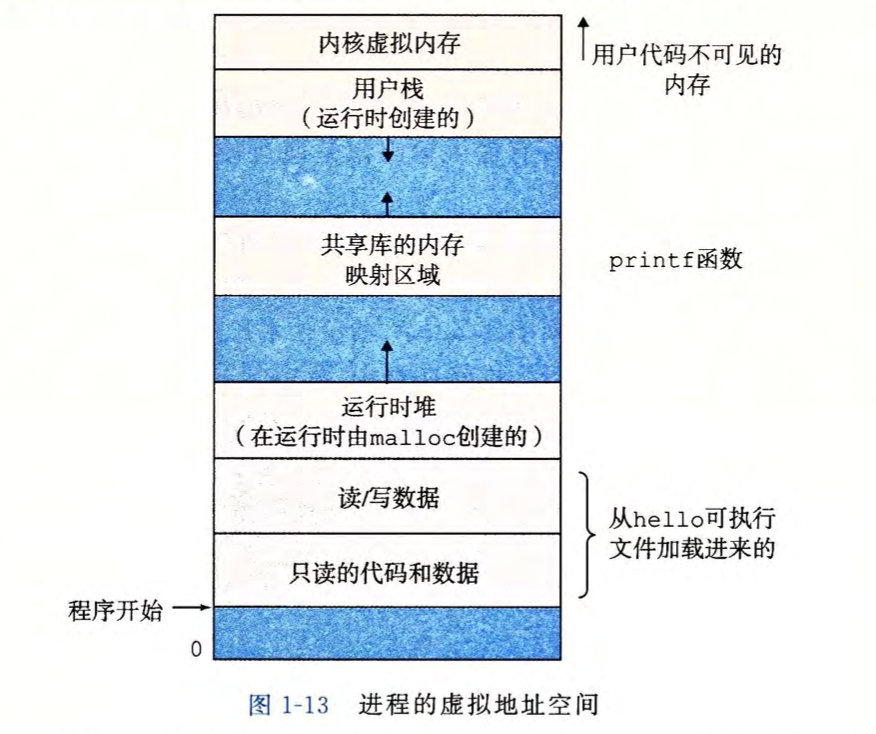 内核虚拟内存
用户代码不可见的
内存
用户栈
（运行时创建的）
共享库的内存
映射区域
printf函数
运行时堆
（在运行时由malloc创建的）
读/写数据
从hello可执行
文件加载进来的
只读的代码和数据
程序开始
0
图 1-13 进程的虚拟地址空间